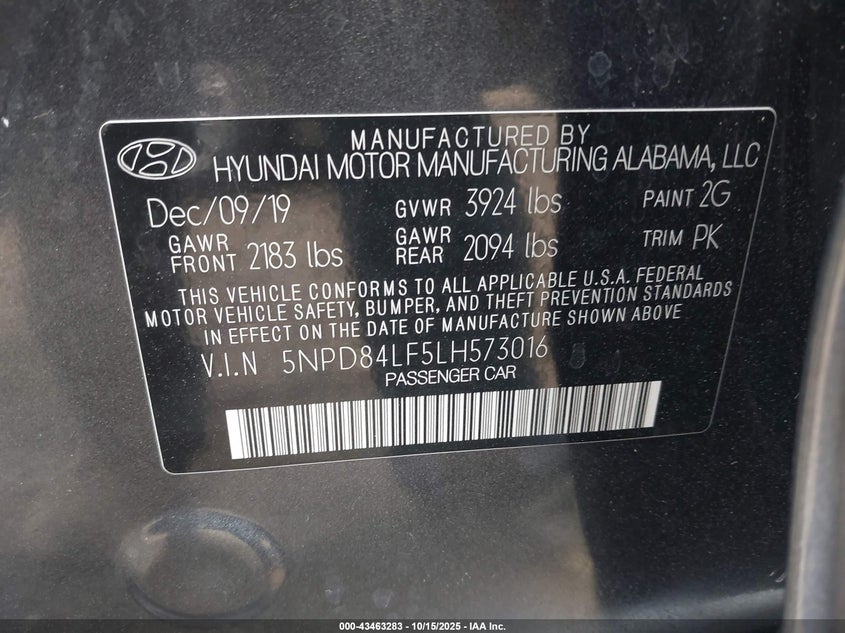 MANUFACTURED BY
HYUNDAI MOTOR MANUFACTURING ALABAMA, LLC
Dec/09/19 GVWR 3924 lbs PAINT 2G
GAWR FRONT 2183 lbs GAWR REAR 2094 lbs TRIM PK
THIS VEHICLE CONFORMS TO ALL APPLICABLE U.S.A. FEDERAL
MOTOR VEHICLE SAFETY, BUMPER, AND THEFT PREVENTION STANDARDS
IN EFFECT ON THE DATE OF MANUFACTURE SHOWN ABOVE
V.I.N 5NPD84LF5LH573016
PASSENGER CAR
000-43463283 - 10/15/2025 - IAA Inc.